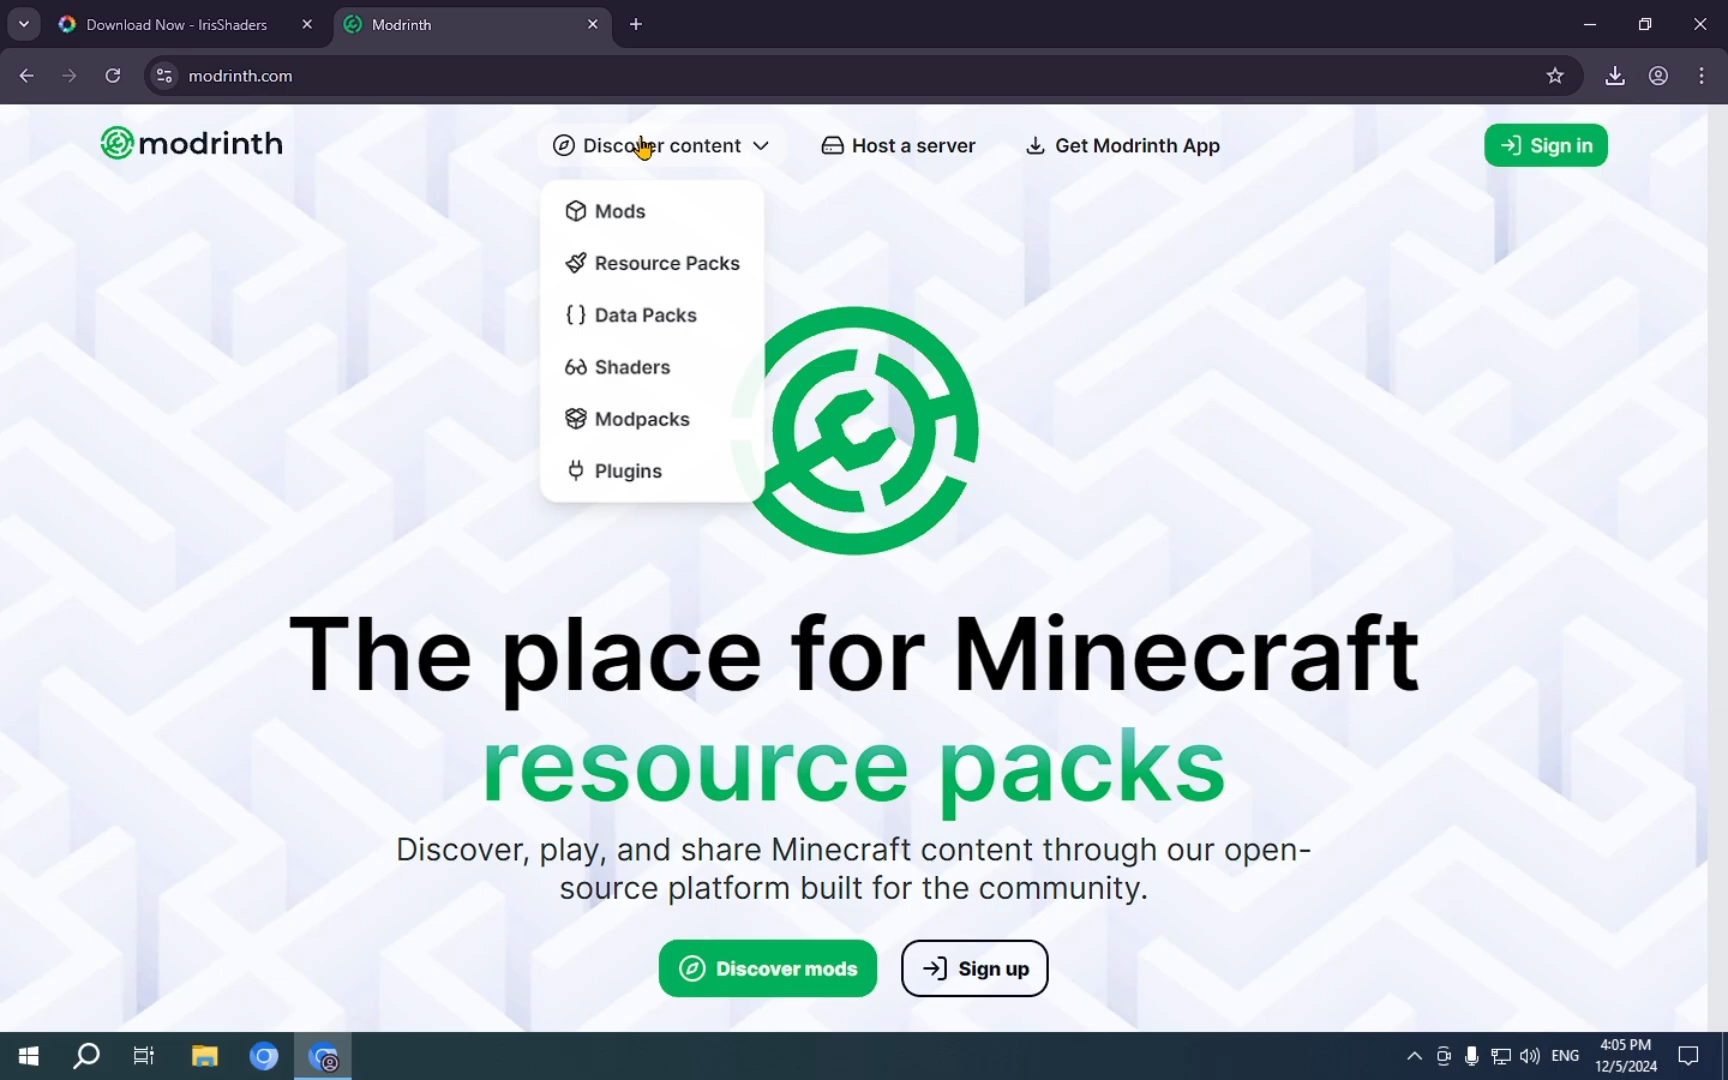 Download Now - IrisShaders
Modrinth
modrinth.com
modrinth
Discover content
Host a server
Get Modrinth App
Sign in
Mods
Resource Packs
Data Packs
Shaders
Modpacks
Plugins
The place for Minecraft
resource packs
Discover, play, and share Minecraft content through our open-
source platform built for the community.
Discover mods
Sign up
ENG
4:05 PM
12/5/2024